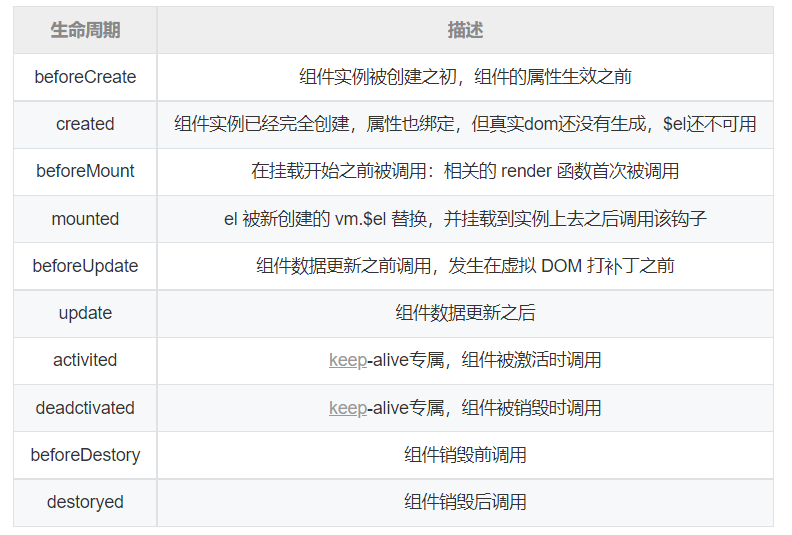 生命周期 描述
beforeCreate 组件实例被创建之初，组件的属性生效之前
created 组件实例已经完全创建，属性也绑定，但真实dom还没有生成，$el还不可用
beforeMount 在挂载开始之前被调用：相关的 render 函数首次被调用
mounted el 被新创建的 vm.$el 替换，并挂载到实例上去之后调用该钩子
beforeUpdate 组件数据更新之前调用，发生在虚拟 DOM 打补丁之前
update 组件数据更新之后
activited keep-alive专属，组件被激活时调用
deadctivated keep-alive专属，组件被销毁时调用
beforeDestory 组件销毁前调用
destoryed 组件销毁后调用